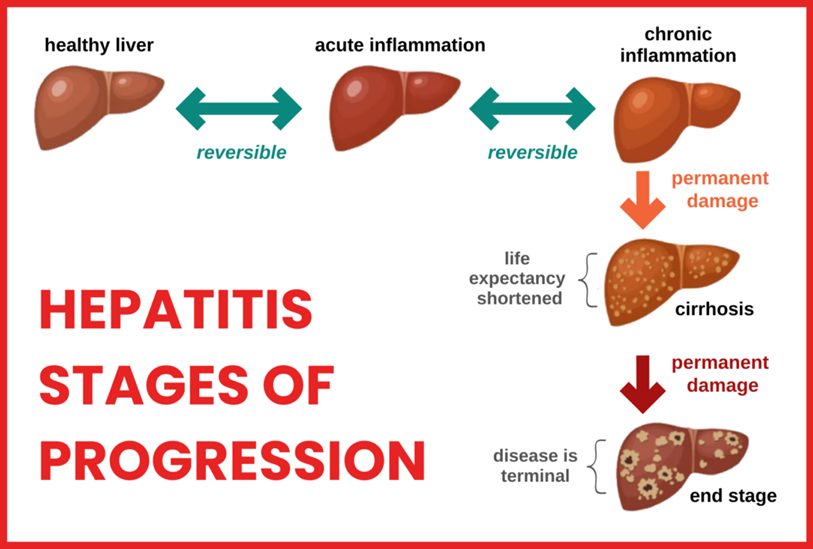 healthy liver
acute inflammation
chronic
inflammation
reversible
reversible
permanent
damage
life
expectancy
shortened
cirrhosis
HEPATITIS
STAGES OF
PROGRESSION
permanent
damage
disease is
terminal
end stage